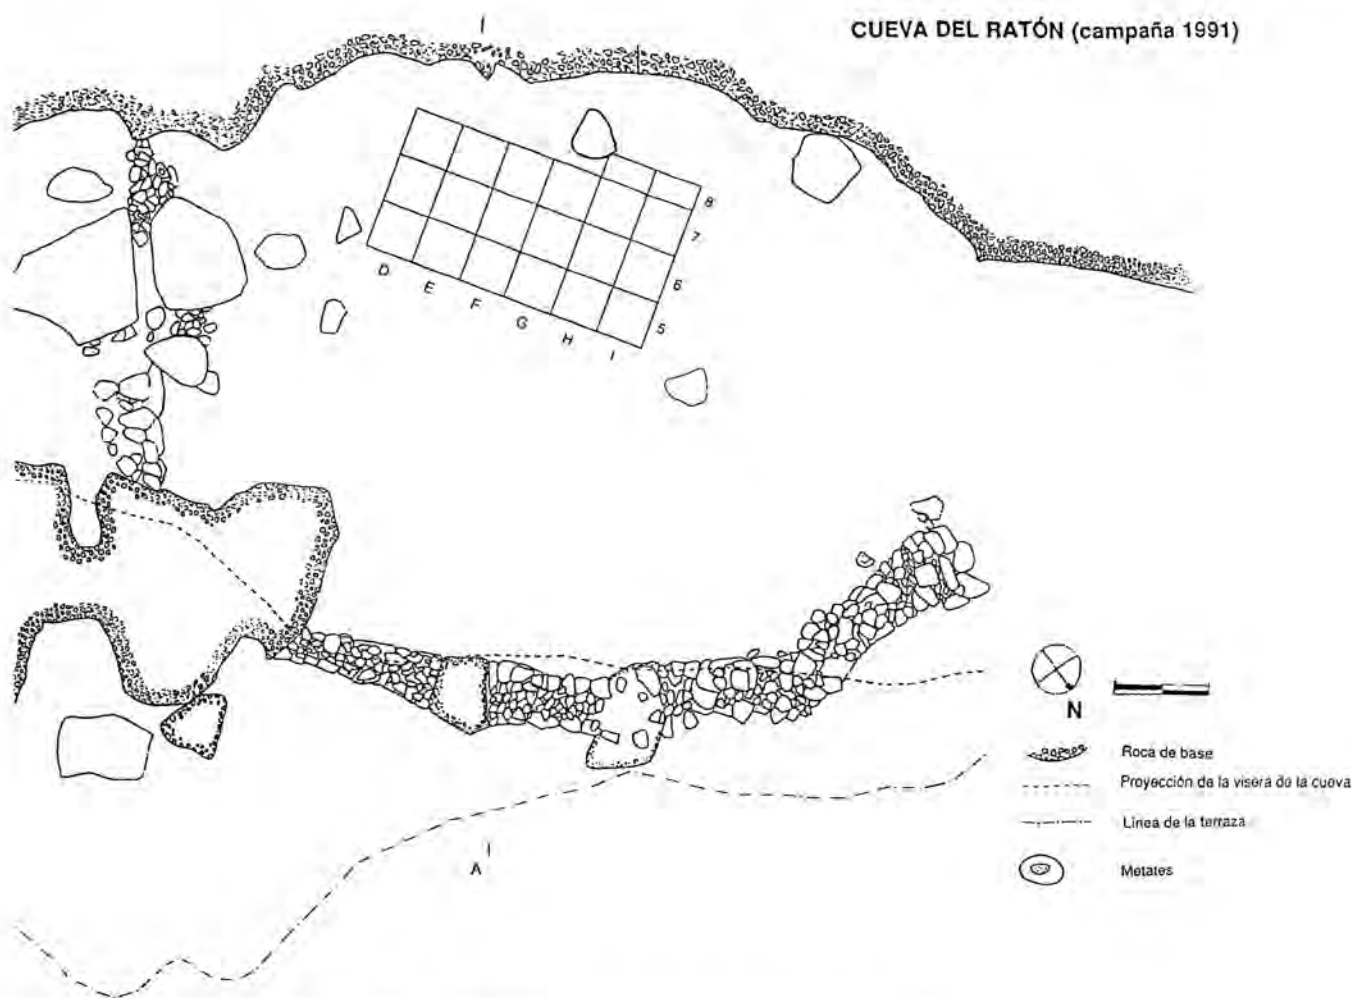 CUEVA DEL RATÓN (campaña 1991)
8
7
6
5
D
E
F
G
H
I
A
N
Roca de base
Proyección de la visera de la cueva
Línea de la terraza
Metates